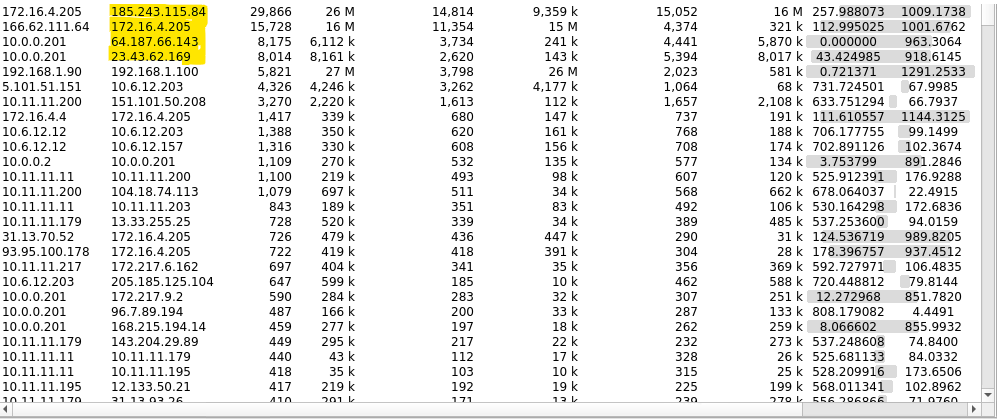 172.16.4.205 185.243.115.84 29,866 26 M 14,814 9,359 k 15,052 16 M 257.988073 1009.1738
166.62.111.64 172.16.4.205 15,728 16 M 11,354 15 M 4,374 321 k 112.995025 1001.6762
10.0.0.201 64.187.66.143 8,175 6,112 k 3,734 241 k 4,441 5,870 k 0.000000 963.3064
10.0.0.201 23.43.62.169 8,014 8,161 k 2,620 143 k 5,394 8,017 k 43.424985 918.6145
192.168.1.90 192.168.1.100 5,821 27 M 3,798 26 M 2,023 581 k 0.721371 1291.2533
5.101.51.151 10.6.12.203 4,326 4,246 k 3,262 4,177 k 1,064 68 k 731.724501 67.9985
10.11.11.200 151.101.50.208 3,270 2,220 k 1,613 112 k 1,657 2,108 k 633.751294 66.7937
172.16.4.4 172.16.4.205 1,417 339 k 680 147 k 737 191 k 111.610557 1144.3125
10.6.12.12 10.6.12.203 1,388 350 k 620 161 k 768 188 k 706.177755 99.1499
10.6.12.12 10.6.12.157 1,316 330 k 608 156 k 708 174 k 702.891126 102.3674
10.0.0.2 10.0.0.201 1,109 270 k 532 135 k 577 134 k 3.753799 891.2846
10.11.11.11 10.11.11.200 1,100 219 k 493 98 k 607 120 k 525.912391 176.9288
10.11.11.200 104.18.74.113 1,079 697 k 511 34 k 568 662 k 678.064037 22.4915
10.11.11.11 10.11.11.203 843 189 k 351 83 k 492 106 k 530.164298 172.6836
10.11.11.179 13.33.255.25 728 520 k 339 34 k 389 485 k 537.253600 94.0159
31.13.70.52 172.16.4.205 726 479 k 436 447 k 290 31 k 124.536719 989.8205
93.95.100.178 172.16.4.205 722 419 k 418 391 k 304 28 k 178.396757 937.4512
10.11.11.217 172.217.6.162 697 404 k 341 35 k 356 369 k 592.727971 106.4835
10.6.12.203 205.185.125.104 647 599 k 185 10 k 462 588 k 720.448812 79.8144
10.0.0.201 172.217.9.2 590 284 k 283 32 k 307 251 k 12.272968 851.7820
10.0.0.201 96.7.89.194 487 166 k 200 33 k 287 133 k 808.179082 4.4491
10.0.0.201 168.215.194.14 459 277 k 197 18 k 262 259 k 8.066602 855.9932
10.11.11.179 143.204.29.89 449 295 k 217 22 k 232 273 k 537.248608 74.8400
10.11.11.11 10.11.11.179 440 43 k 112 17 k 328 26 k 525.681133 84.0332
10.11.11.11 10.11.11.195 418 35 k 103 10 k 315 25 k 528.209916 173.6506
10.11.11.195 12.133.50.21 417 219 k 192 19 k 225 199 k 568.011341 102.8962
10.11.11.179 31.13.93.26 410 291 k 171 13 k 239 278 k 556.286866 71.9760